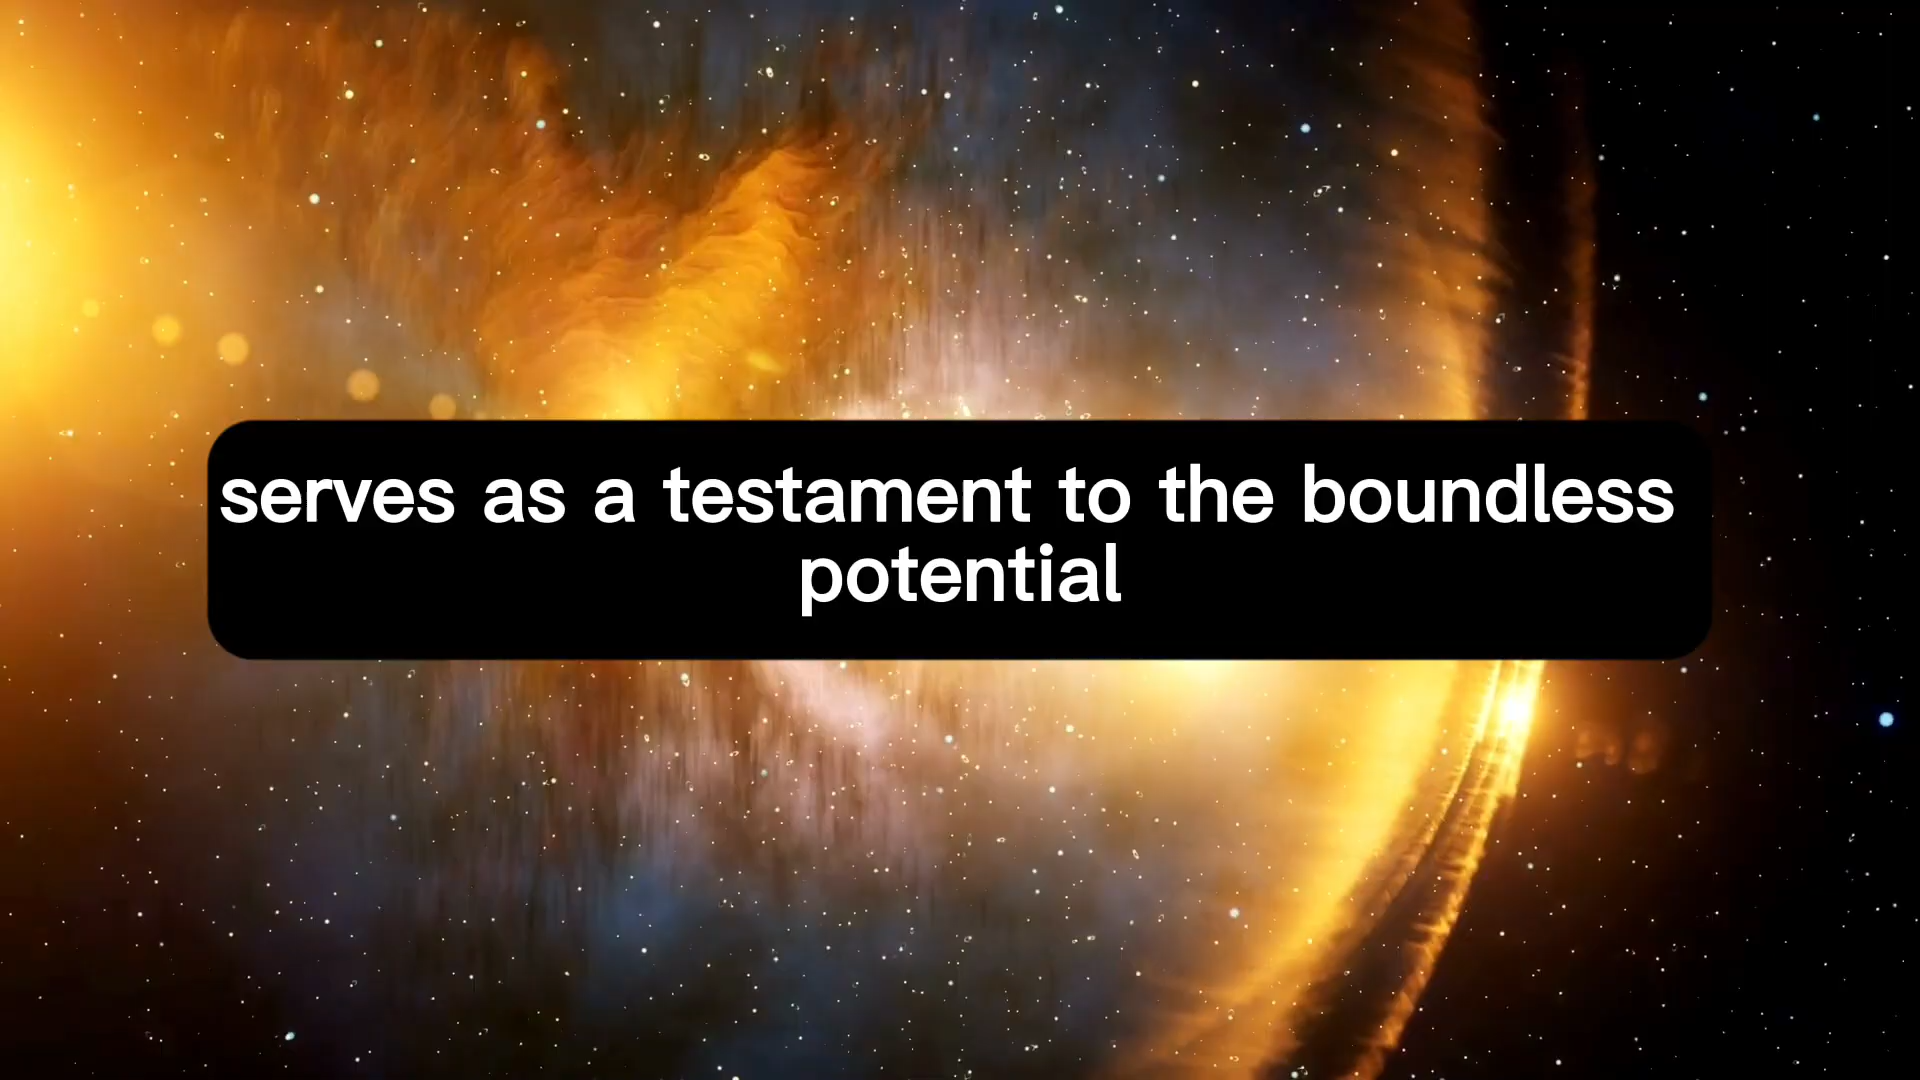 serves as a testament to the boundless
potential